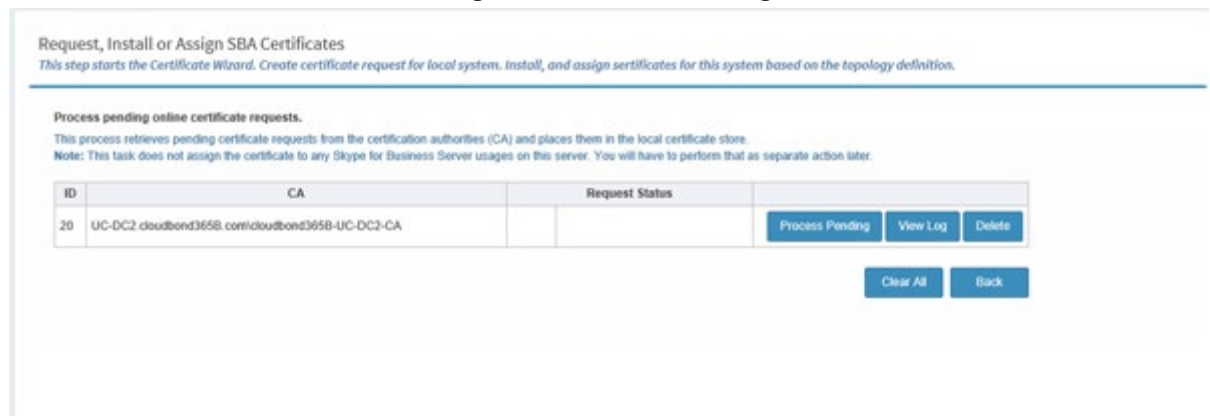 Request, Install or Assign SBA Certificates
This step starts the Certificate Wizard. Create certificate request for local system. Install, and assign sertificates for this system based on the topology definition.
Process pending online certificate requests.
This process retrieves pending certificate requests from the certification authorities (CA) and places them in the local certificate store.
Note: This task does not assign the certificate to any Skype for Business Server usages on this server. You will have to perform that as separate action later.
ID CA Request Status
20 UC-DC2.cloudbond365B.com\cloudbond365B-UC-DC2-CA Process Pending View Log Delete
Clear All Back